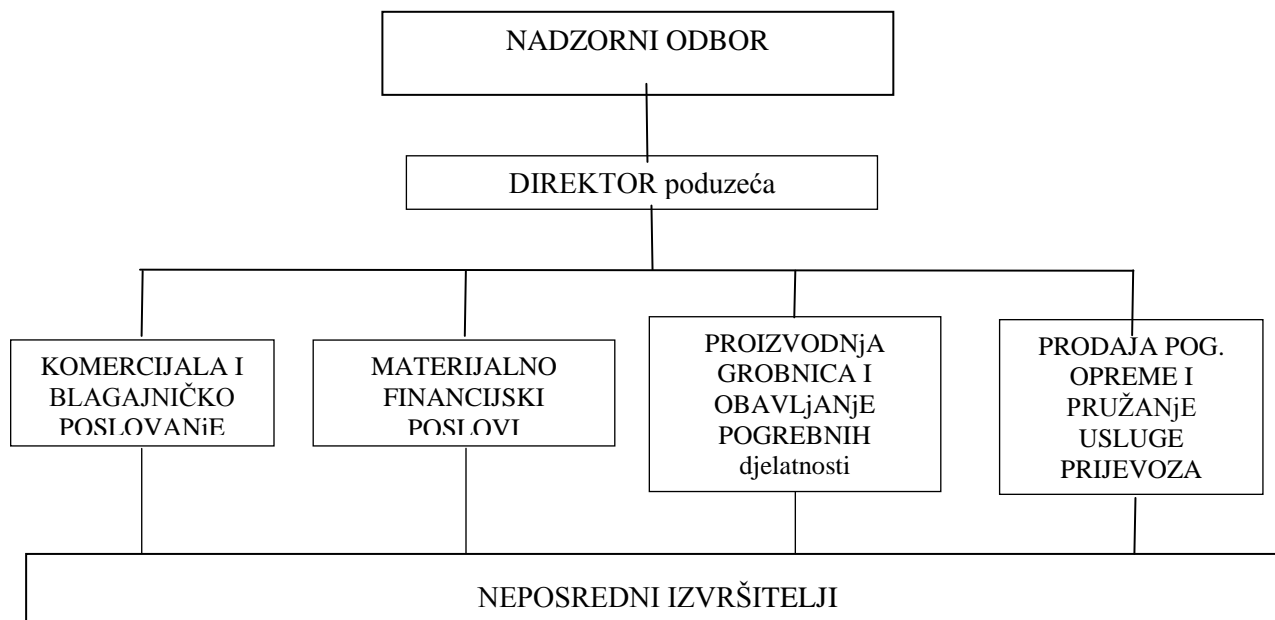 NADZORNI ODBOR
DIREKTOR poduzeća
KOMERCIJALA I
BLAGAJNIČKO
POSLOVANjE
MATERIJALNO
FINANCIJSKI
POSLOVI
PROIZVODNjA
GROBNICA I
OBAVLjANjE
POGREBNIH
djelatnosti
PRODAJA POG.
OPREME I
PRUŽANjE
USLUGE
PRIJEVOZA
NEPOSREDNI IZVRŠITELJI